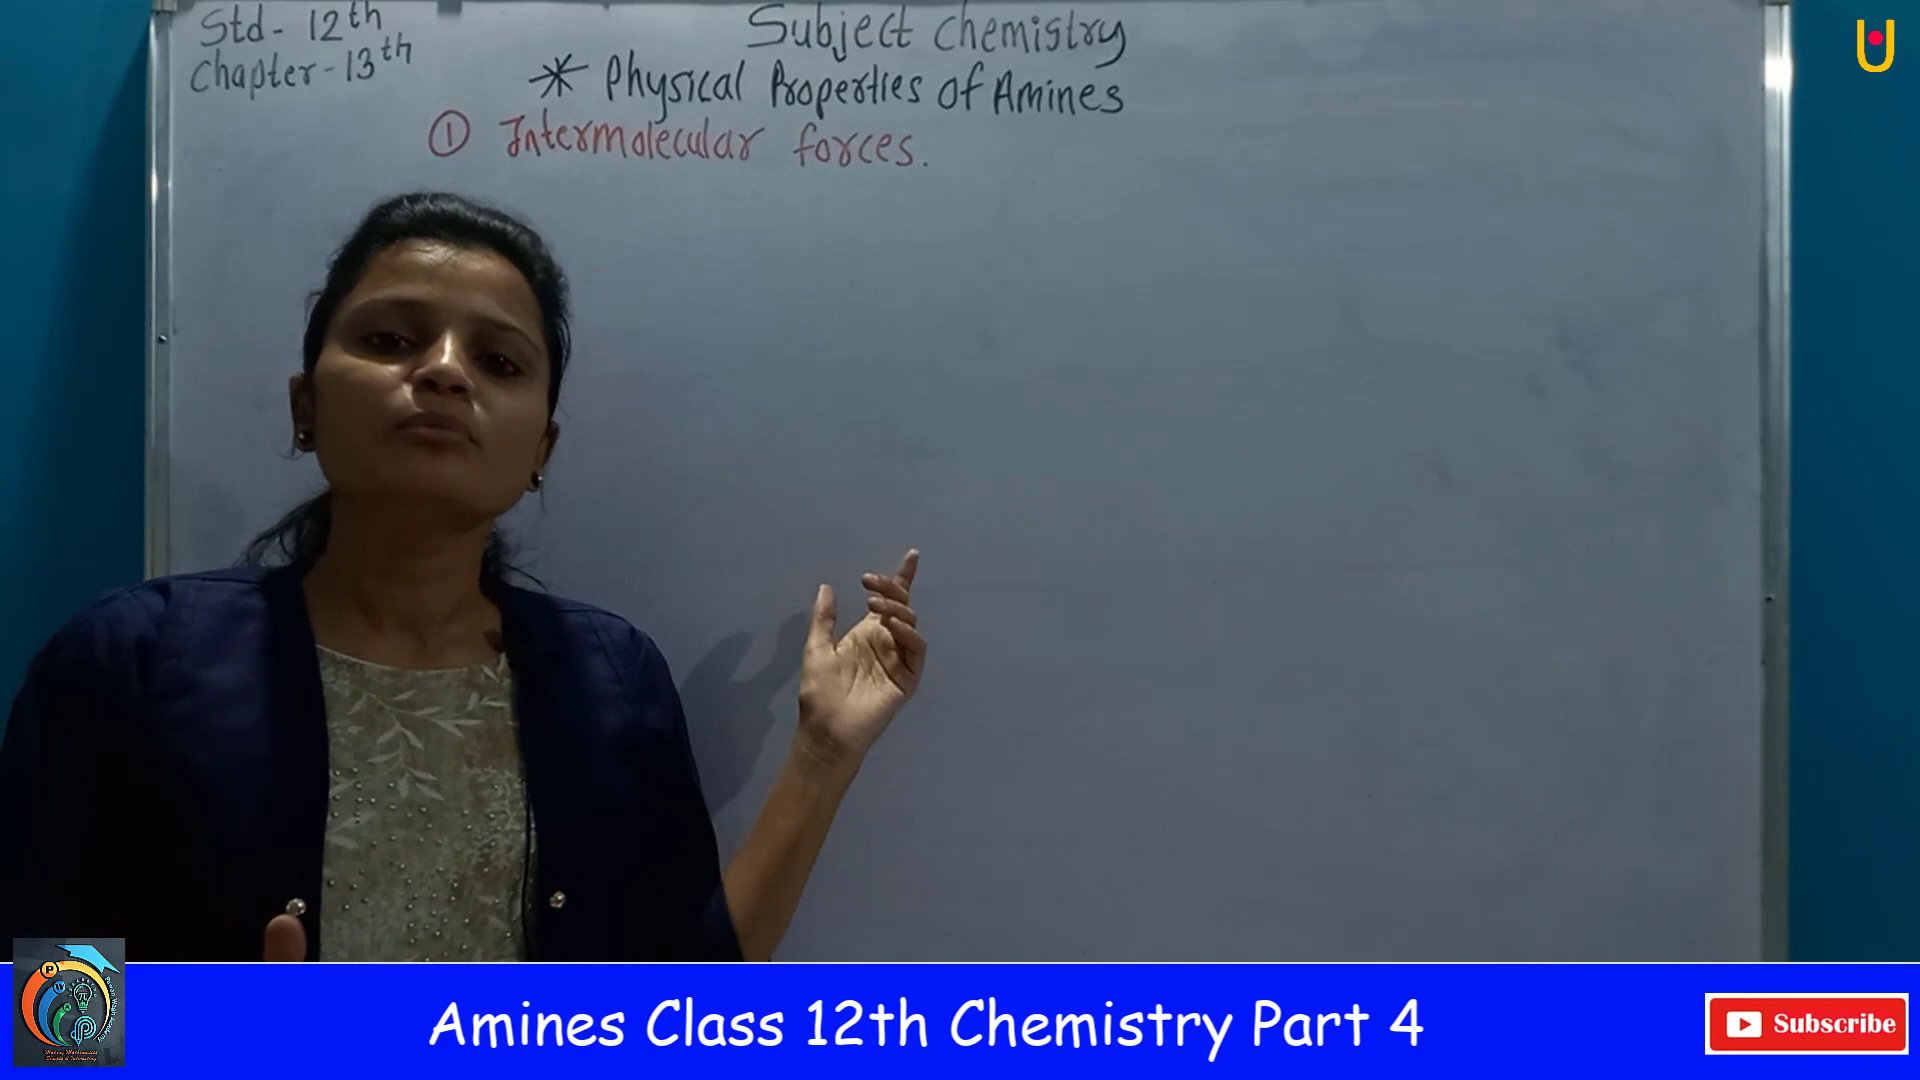 Std - 12th
Subject Chemistry
Chapter - 13th
* Physical Properties of Amines
① Intermolecular forces.
Amines Class 12th Chemistry Part 4
Subscribe